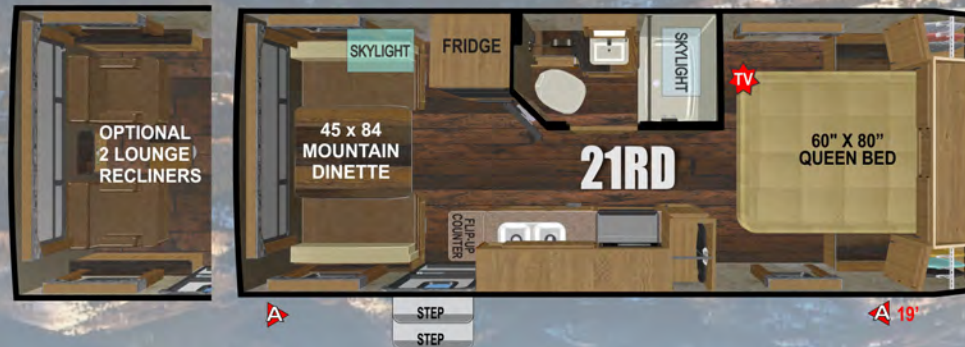 OPTIONAL
2 LOUNGE
RECLINERS
SKYLIGHT
FRIDGE
SKYLIGHT
TV
45 x 84
MOUNTAIN
DINETTE
60" X 80”
QUEEN BED
21RD
FLIP-UP
COUNTER
A
STEP
STEP
A 19'